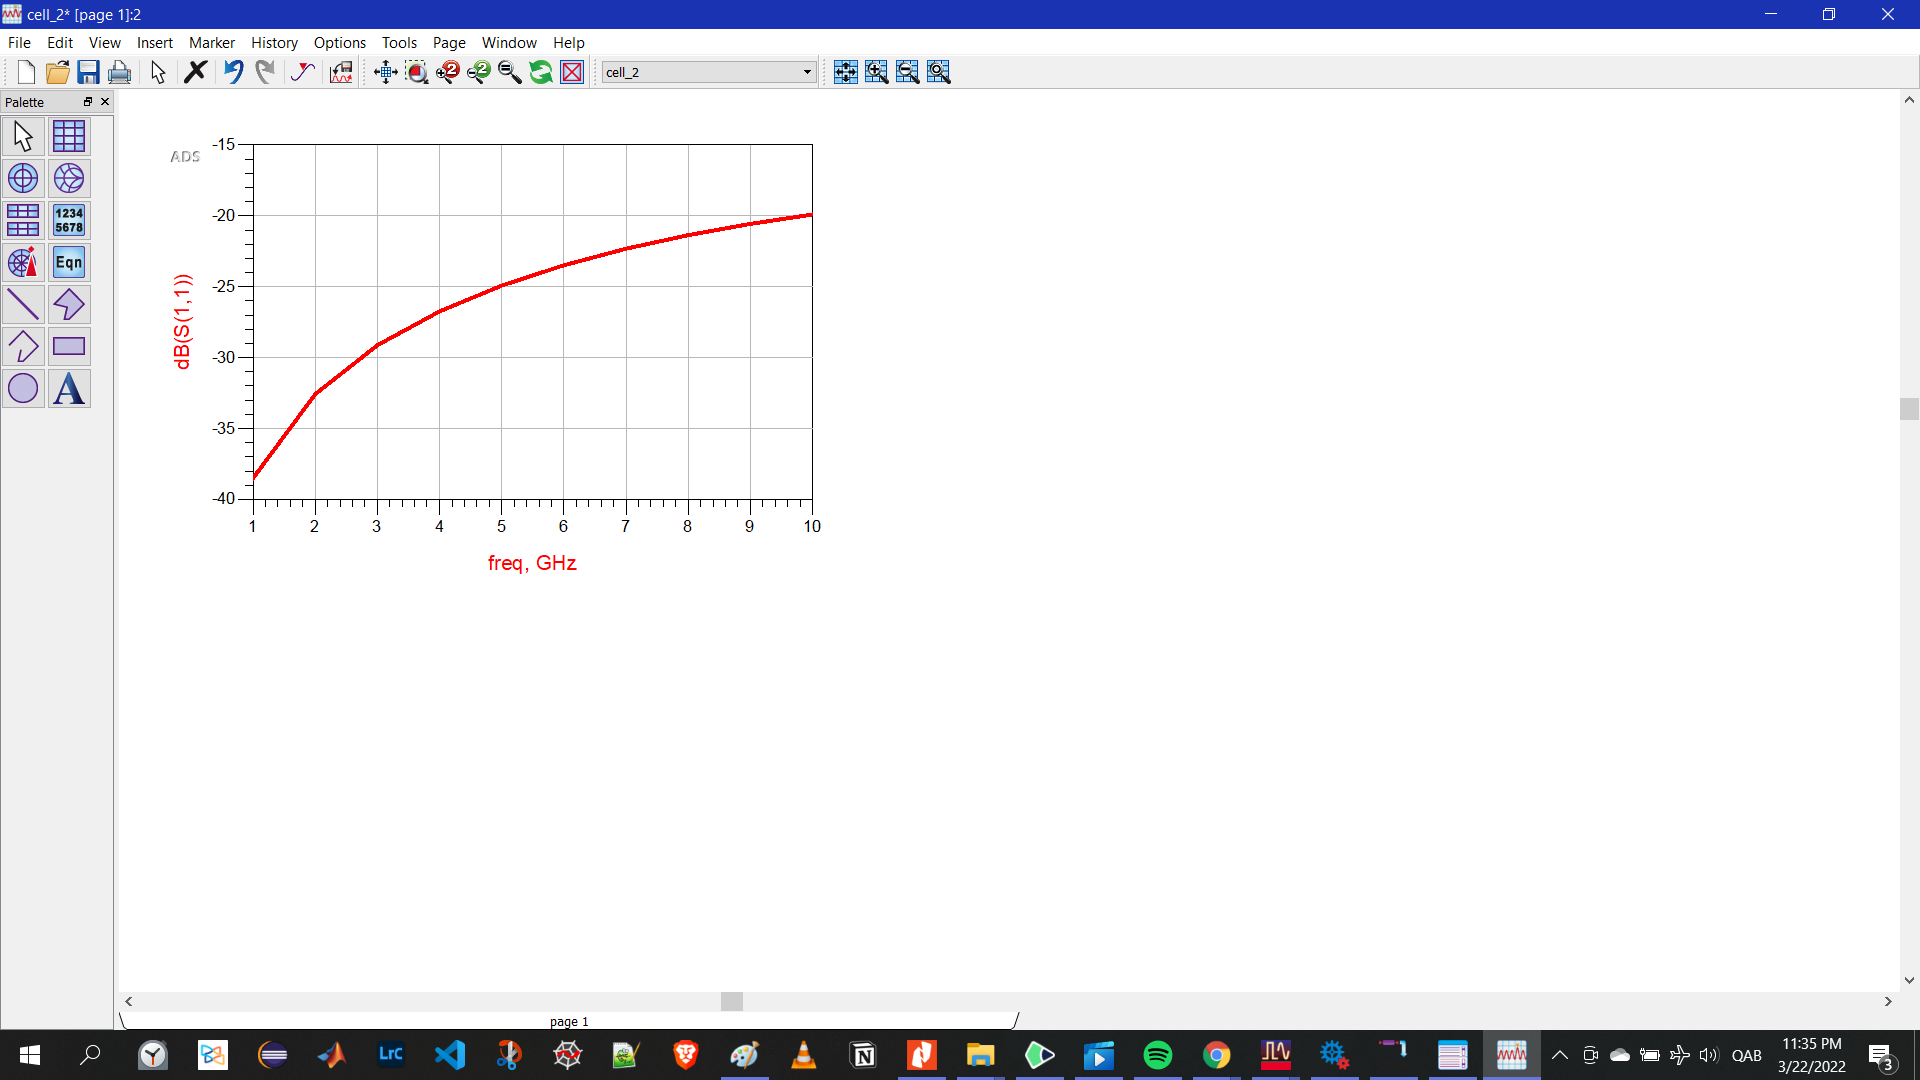 cell_2* [page 1]:2
File Edit View Insert Marker History Options Tools Page Window Help
cell_2
Palette
1234
5678
Eqn
A
ADS
-15
-20
-25
-30
-35
-40
dB(S(1,1))
1 2 3 4 5 6 7 8 9 10
freq, GHz
page 1
Lrc
QAB
11:35 PM
3/22/2022
3